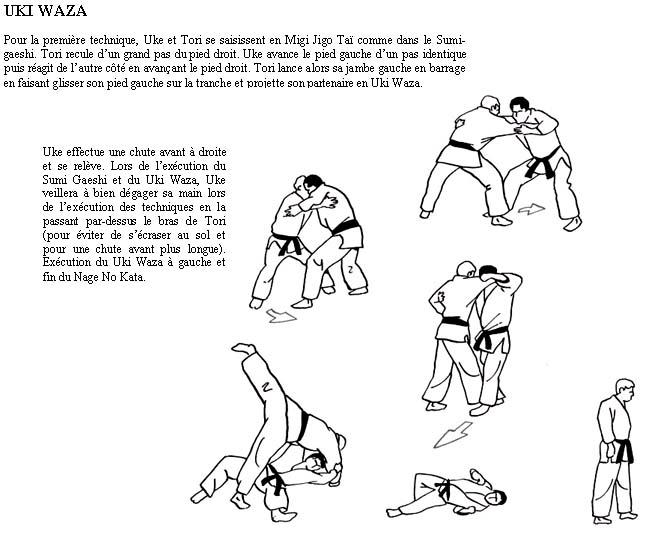 UKI WAZA
Pour la première technique, Uke et Tori se saisissent en Migi Jigo Taï comme dans le Sumi-
gaeshi. Tori recule d'un grand pas du pied droit. Uke avance le pied gauche d'un pas identique
puis réagit de l'autre côté en avançant le pied droit. Tori lance alors sa jambe gauche en barrage
en faisant glisser son pied gauche sur la tranche et projette son partenaire en Uki Waza.
Uke effectue une chute avant à droite
et se relève. Lors de l'exécution du
Sumi Gaeshi et du Uki Waza, Uke
veillera à bien dégager sa main lors
de l'exécution des techniques en la
passant par-dessus le bras de Tori
(pour éviter de s'écraser au sol et
pour une chute avant plus longue).
Exécution du Uki Waza à gauche et
fin du Nage No Kata.